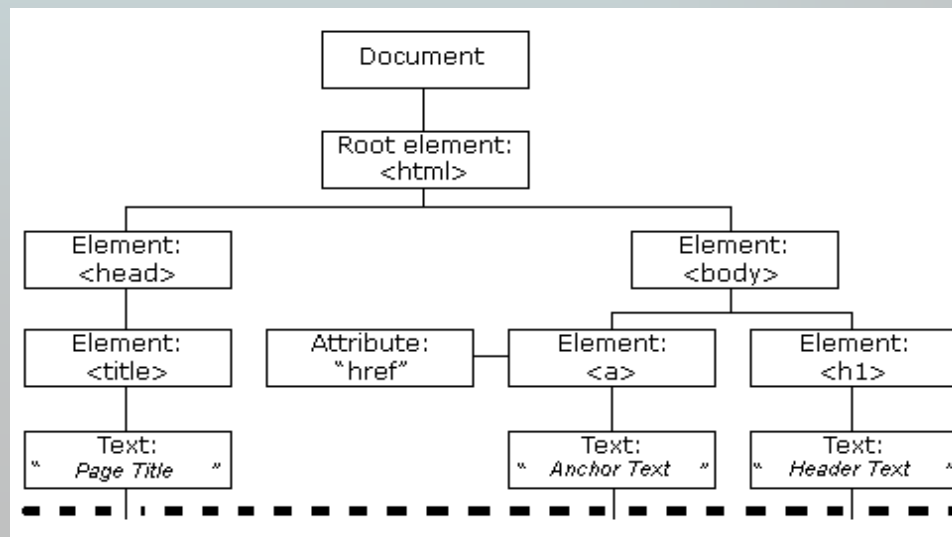 Document
Root element:
<html>
Element:
<head>
Element:
<body>
Element:
<title>
Attribute:
“href”
Element:
<a>
Element:
<h1>
Text:
“ Page Title ”
Text:
“ Anchor Text ”
Text:
“ Header Text ”